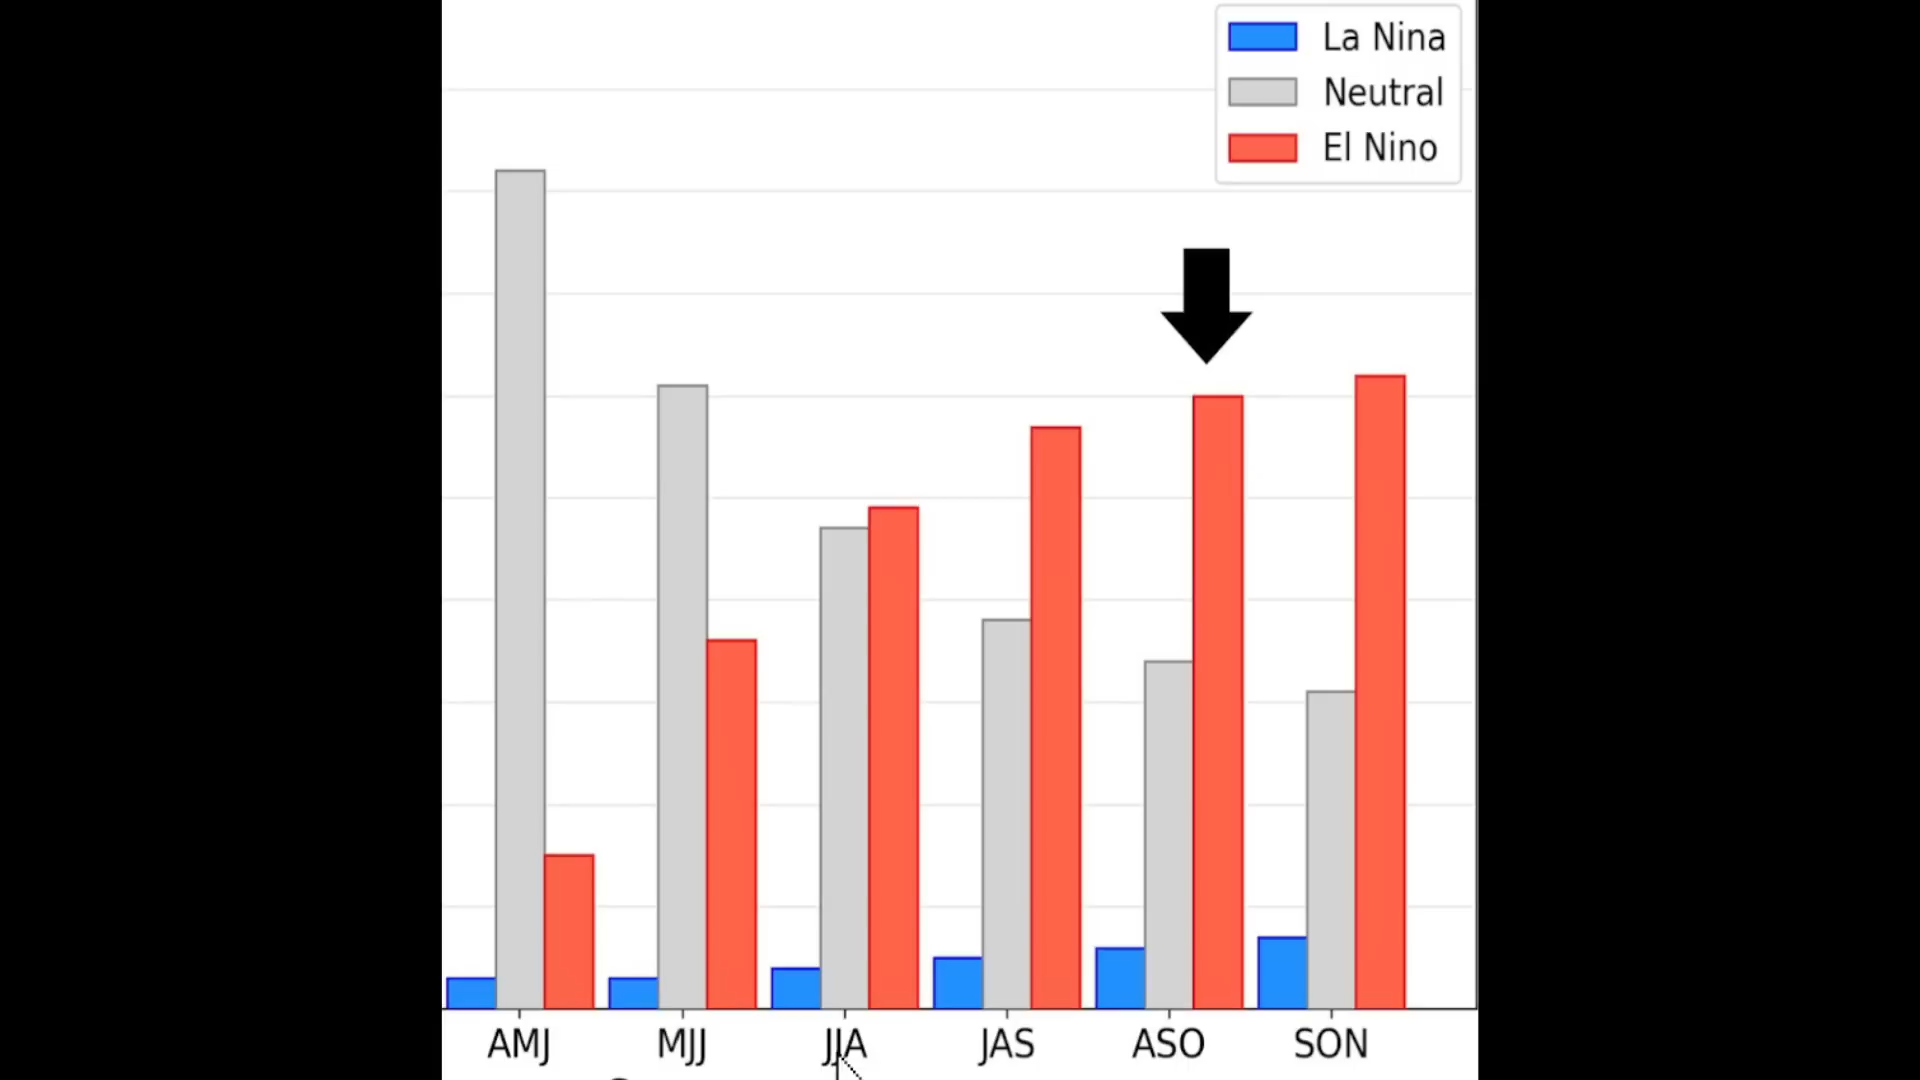 La Nina
Neutral
El Nino
AMJ MJJ JJA JAS ASO SON